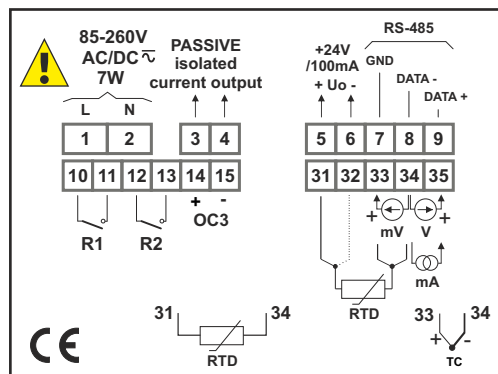 85-260V
AC/DC
7W
L N
PASSIVE
isolated
current output
+24V
/100mA
+ Uo -
RS-485
GND
DATA -
DATA +
1 2 3 4 5 6 7 8 9
10 11 12 13 14 15 31 32 33 34 35
R1 R2
+ -
OC3
+ + 
mV V
mA
RTD
31 34
RTD
33 34
+ -
TC
CE